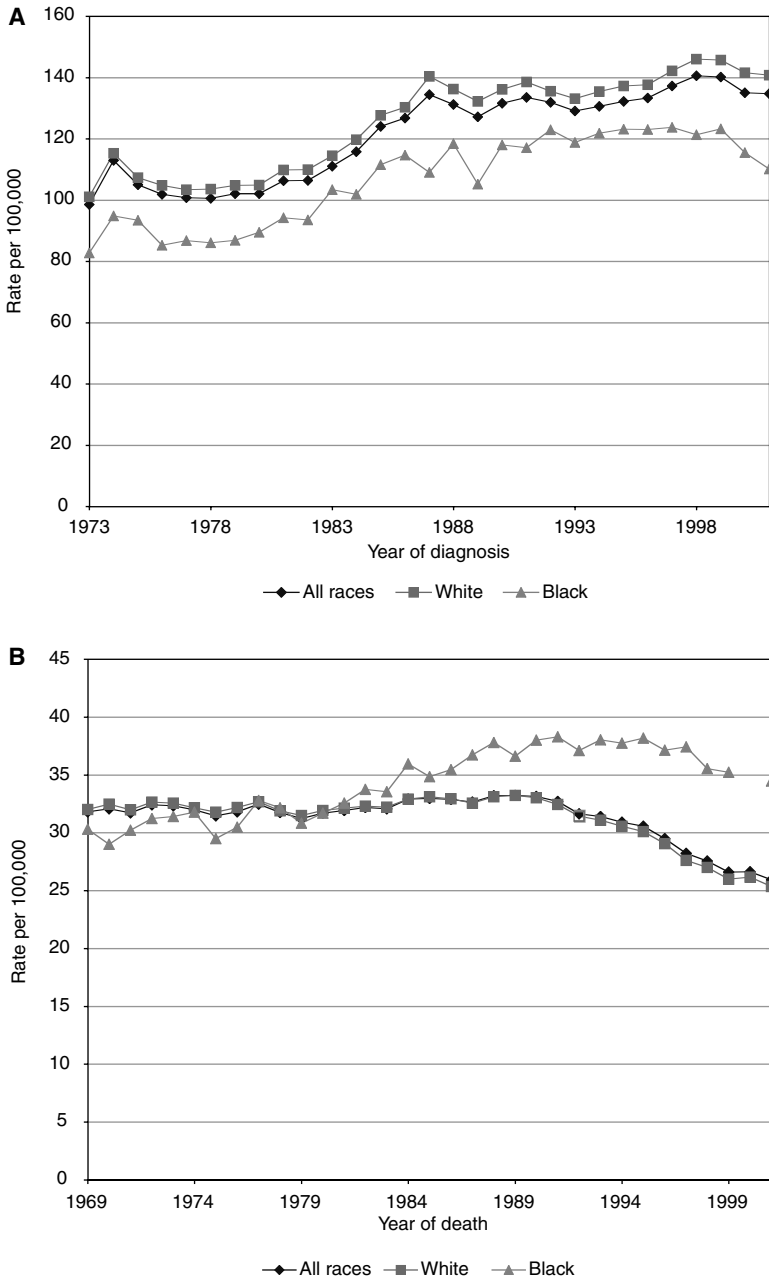 A
160
140
120
100
80
60
40
20
0
Rate per 100,000
1973 1978 1983 1988 1993 1998
Year of diagnosis
All races White Black
B
45
40
35
30
25
20
15
10
5
0
Rate per 100,000
1969 1974 1979 1984 1989 1994 1999
Year of death
All races White Black